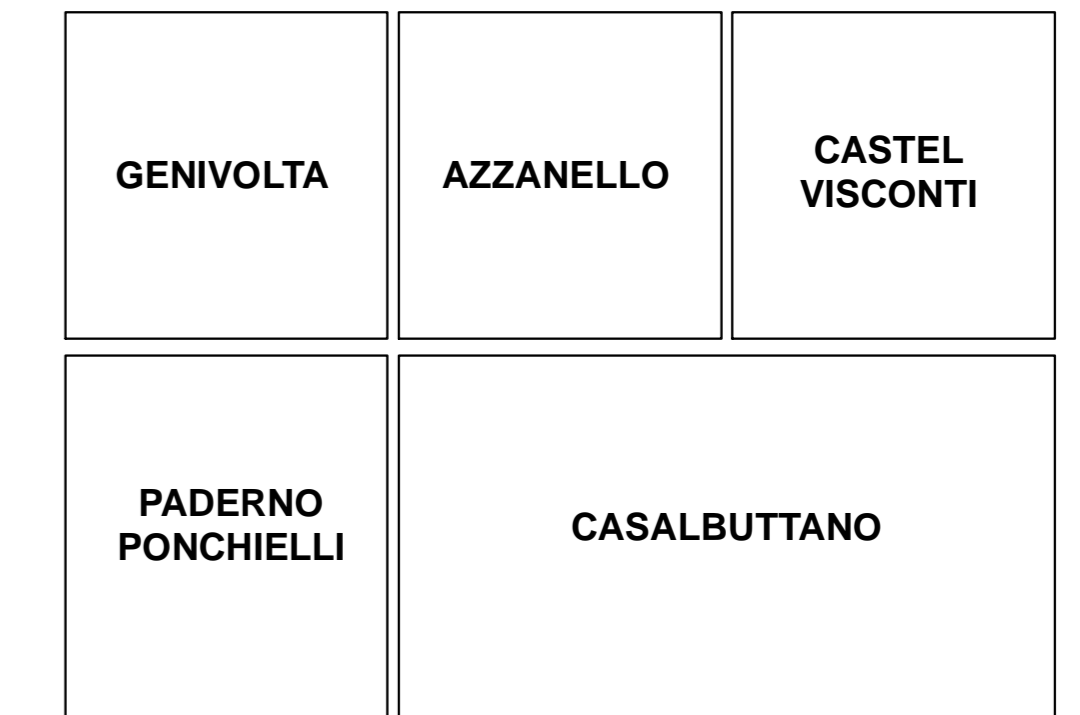 GENIVOLTA
AZZANELLO
CASTEL
VISCONTI
PADERNO
PONCHIELLI
CASALBUTTANO